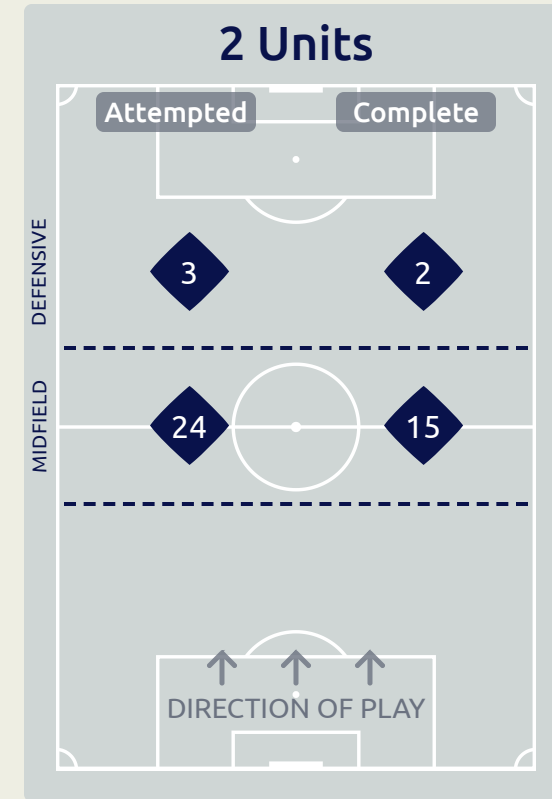 2 Units
Attempted Complete
DEFENSIVE
3 2
MIDFIELD
24 15
DIRECTION OF PLAY